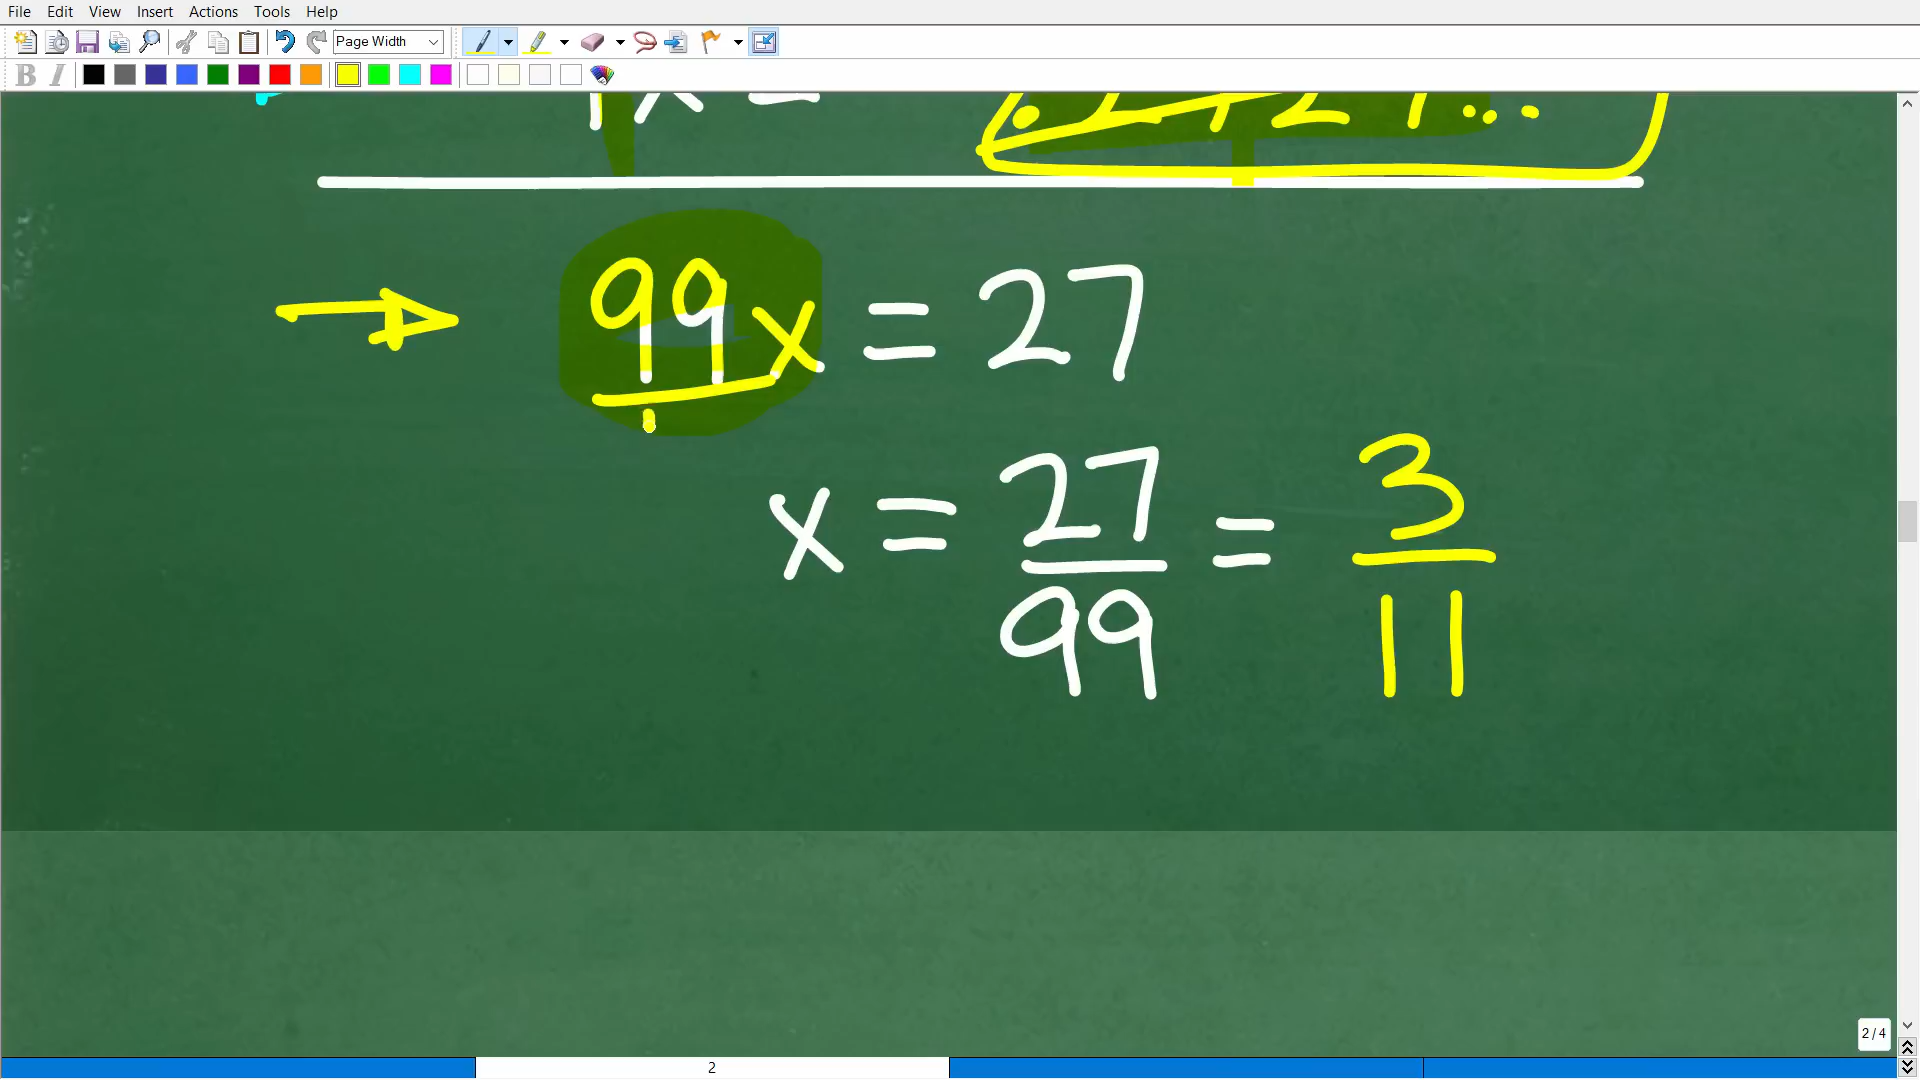 File Edit View Insert Actions Tools Help
Page Width
B I
99x = 27
x = 27/99 = 3/11
2 / 4
2